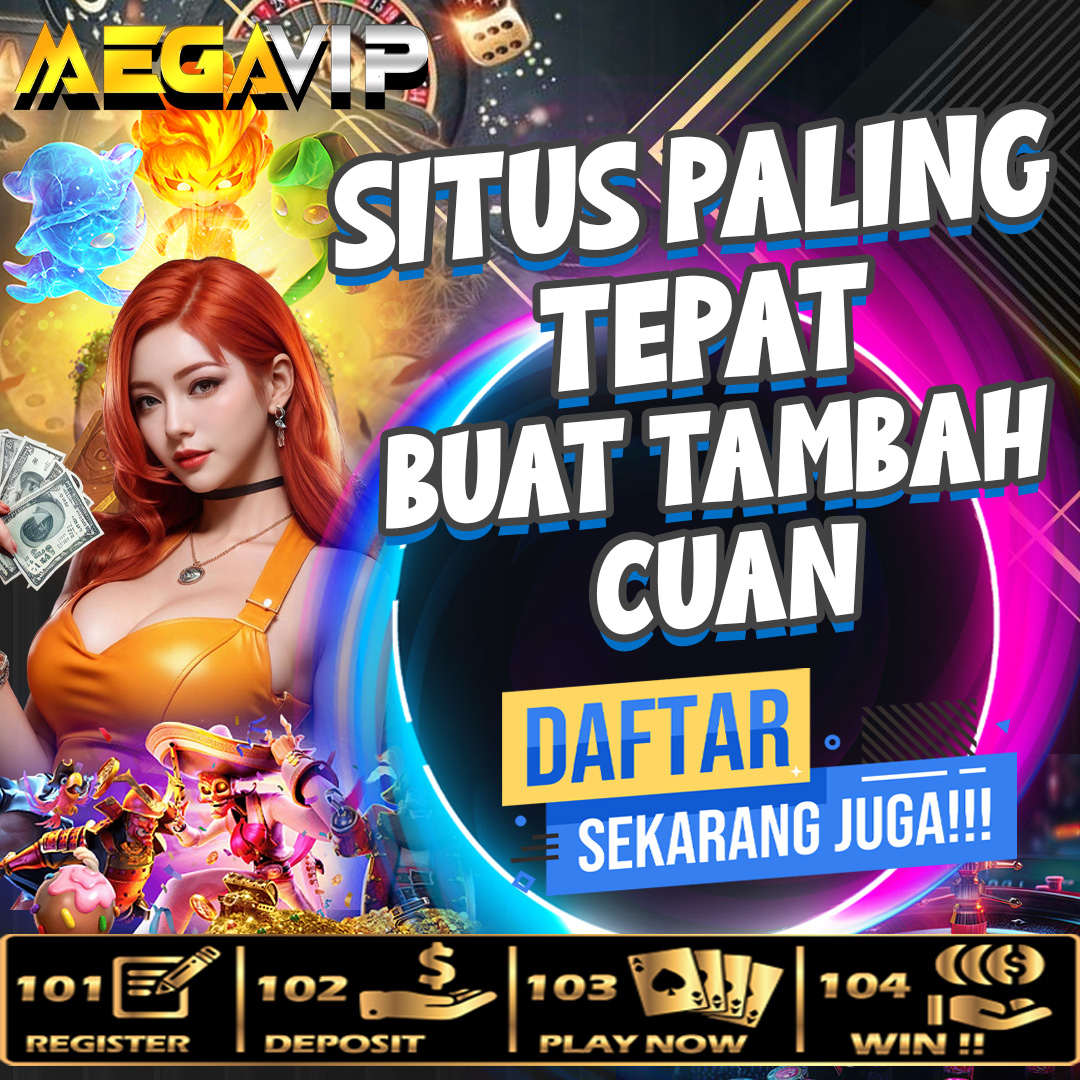 MEGAVIP
SITUS PALING
TEPAT
BUAT TAMBAH
CUAN
DAFTAR
SEKARANG JUGA!!!
101
REGISTER
102
DEPOSIT
103
PLAY NOW
104
WIN !!